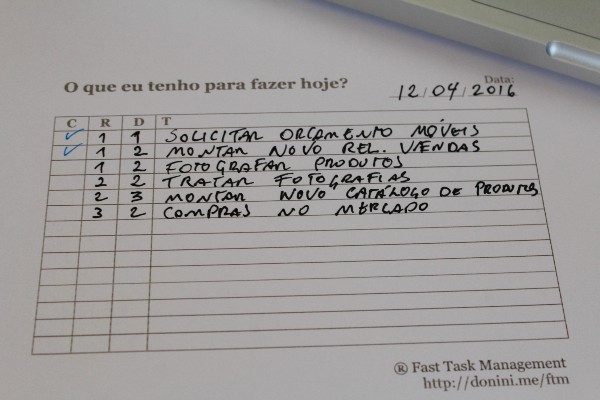 O que eu tenho para fazer hoje?
Data:
12/04/2016
C R D T
✓ 1 1 SOLICITAR ORÇAMENTO MÓVEIS
✓ 1 2 MONTAR NOVO REL. VENDAS
1 2 FOTOGRAFAR PRODUTOS
2 2 TRATAR FOTOGRAFIAS
2 3 MONTAR NOVO CATÁLOGO DE PRODUTOS
3 2 COMPRAS NO MERCADO
® Fast Task Management
http://donini.me/ftm